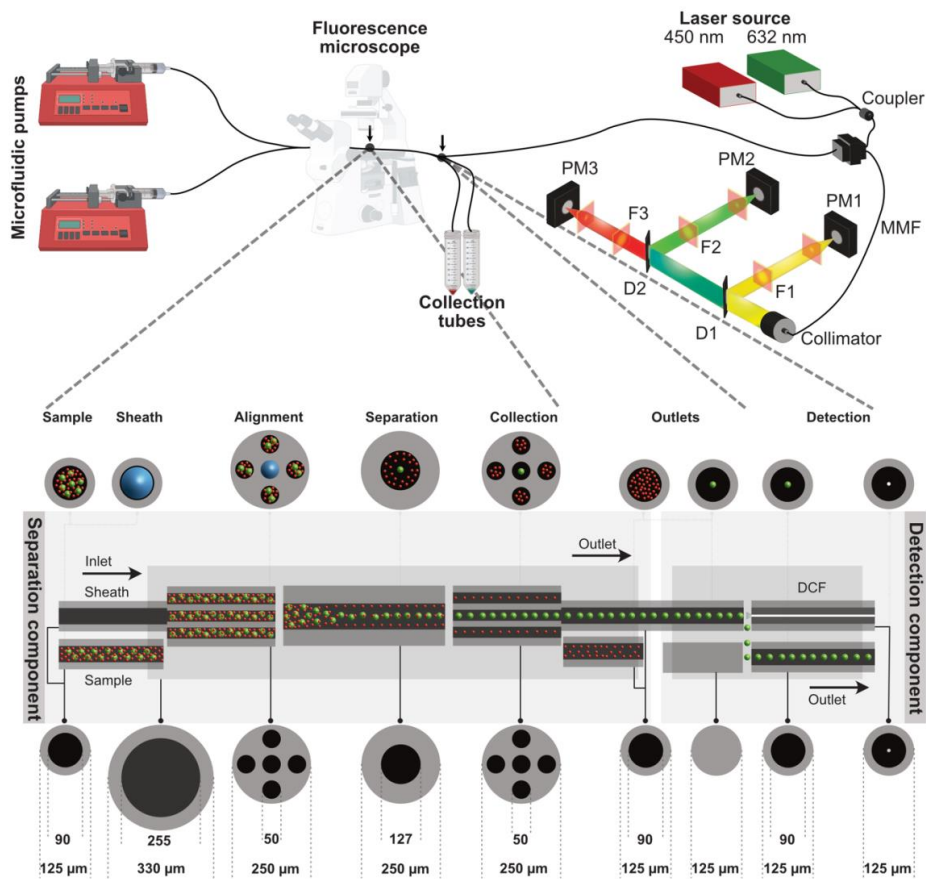 Laser source
450 nm 632 nm
Fluorescence
microscope
Coupler
Microfluidic pumps
PM3
PM2
PM1
MMF
F3
F2
F1
D2
D1
Collimator
Collection
tubes
Sample Sheath Alignment Separation Collection Outlets Detection
Separation component
Inlet
Sheath
Sample
Outlet
DCF
Outlet
Detection component
90 255 50 127 50 90 90
125 µm 330 µm 250 µm 250 µm 250 µm 125 µm 125 µm 125 µm 125 µm